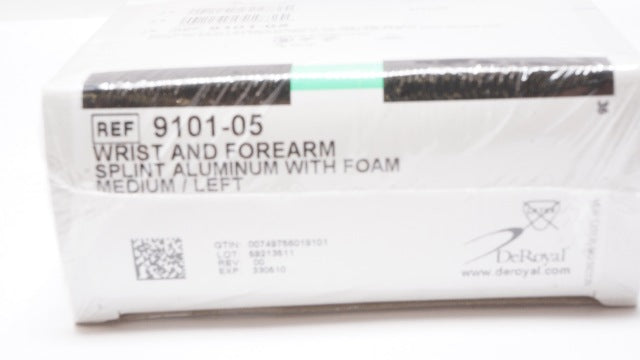 REF 9101-05
WRIST AND FOREARM
SPLINT ALUMINUM WITH FOAM
MEDIUM / LEFT
GTIN: 00749756019101
LOT: 59213611
REV: 00
EXP: 330610
DeRoyal
www.deroyal.com